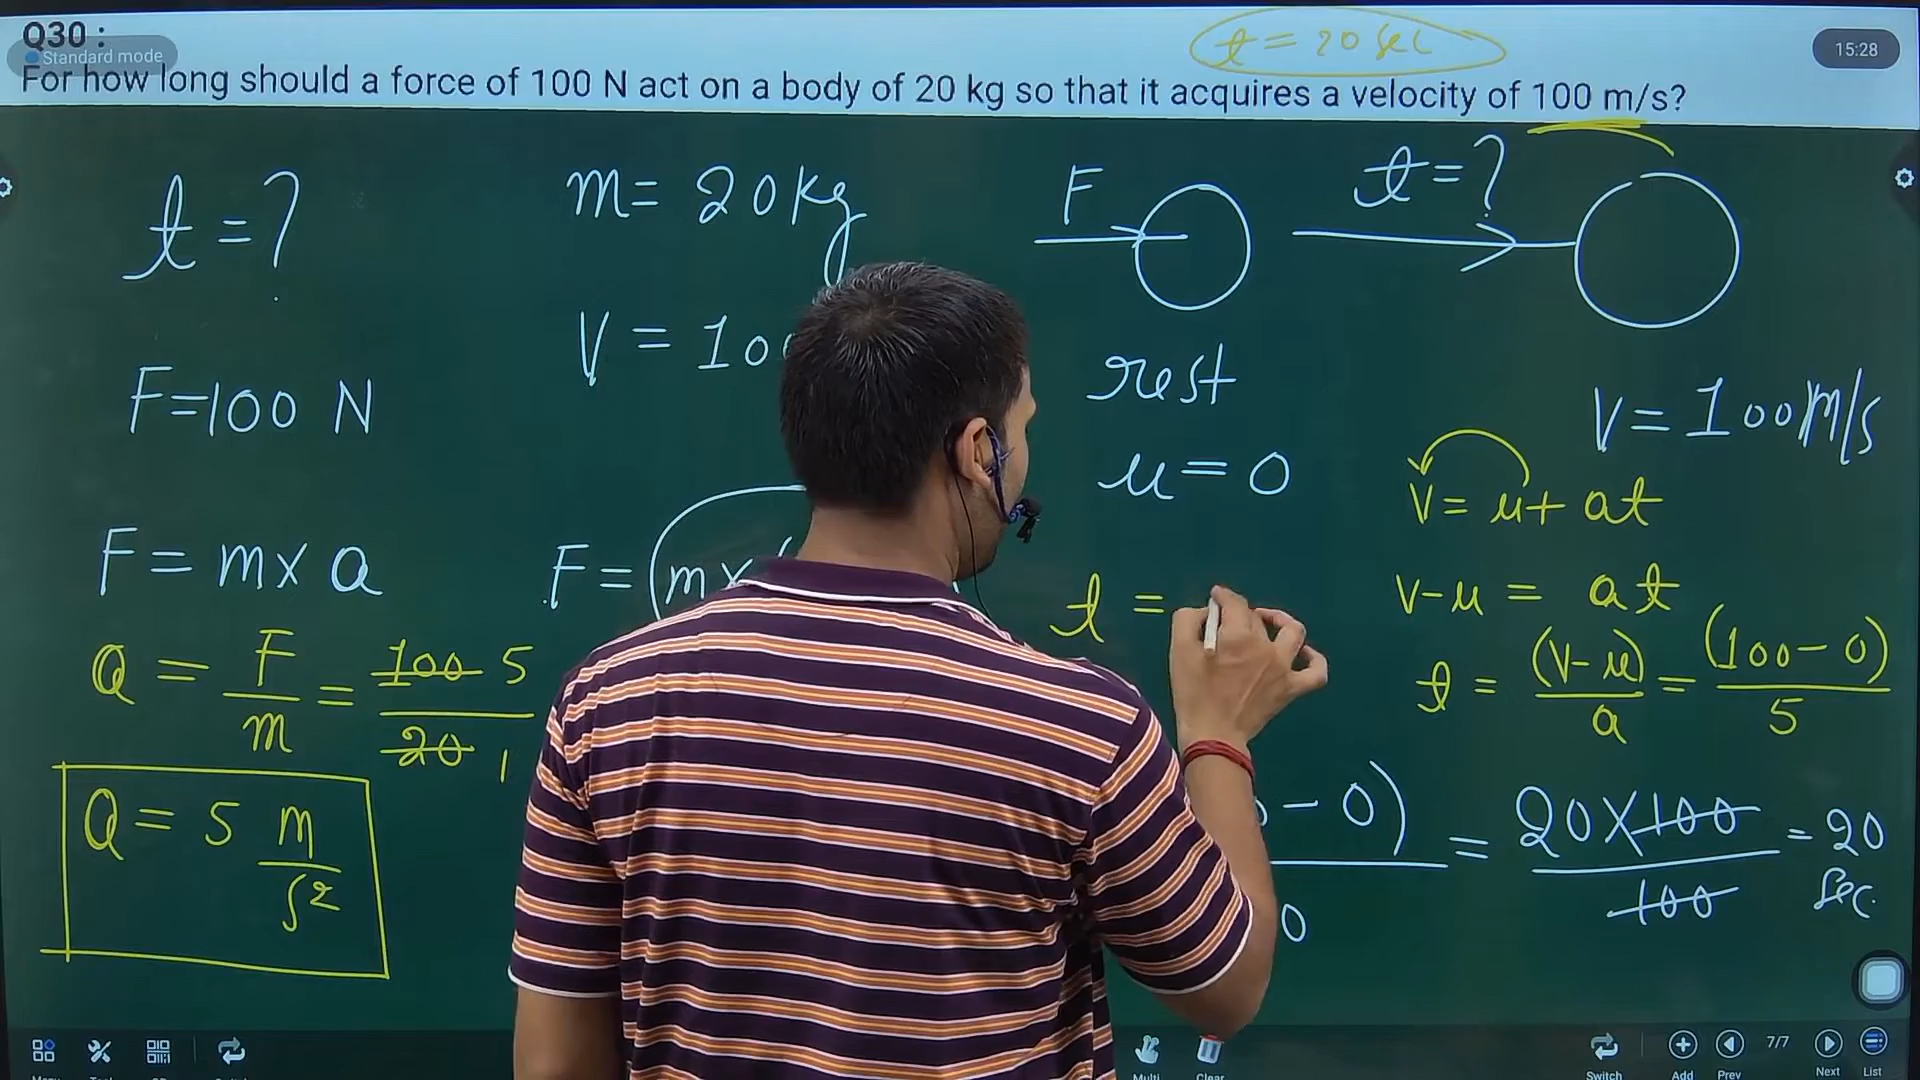 Q30 :
Standard mode
t = 20 sec
15:28
For how long should a force of 100 N act on a body of 20 kg so that it acquires a velocity of 100 m/s?
t = ?
m = 20 kg
F
t = ?
V = 10
rest
F=100 N
V = 100 m/s
u = 0
V = u + at
F = m x a
F = (m x
t =
v-u = at
a = F/m = 100 5 / 20 1
t = (V-u)/a = (100-0)/5
a = 5 m/s²
- 0)
0
= 20X100/100 = 20 Sec.
Multi
Clear
Switch
Add
Prev
7/7
Next
List